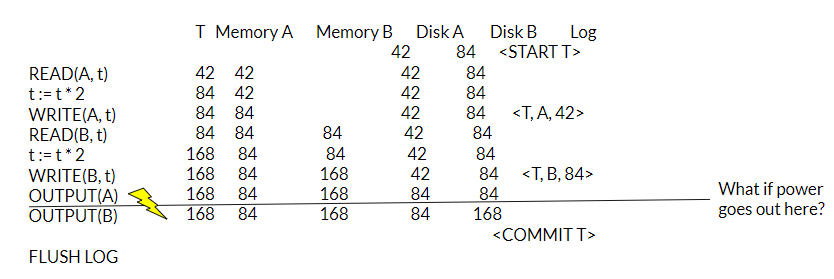 T Memory A Memory B Disk A Disk B Log
42 84 <START T>
READ(A, t) 42 42 42 84
t := t * 2 84 42 42 84
WRITE(A, t) 84 84 42 84 <T, A, 42>
READ(B, t) 84 84 84 42 84
t := t * 2 168 84 84 42 84
WRITE(B, t) 168 84 168 42 84 <T, B, 84>
OUTPUT(A) 168 84 168 84 84
What if power
goes out here?
OUTPUT(B) 168 84 168 84 168
<COMMIT T>
FLUSH LOG